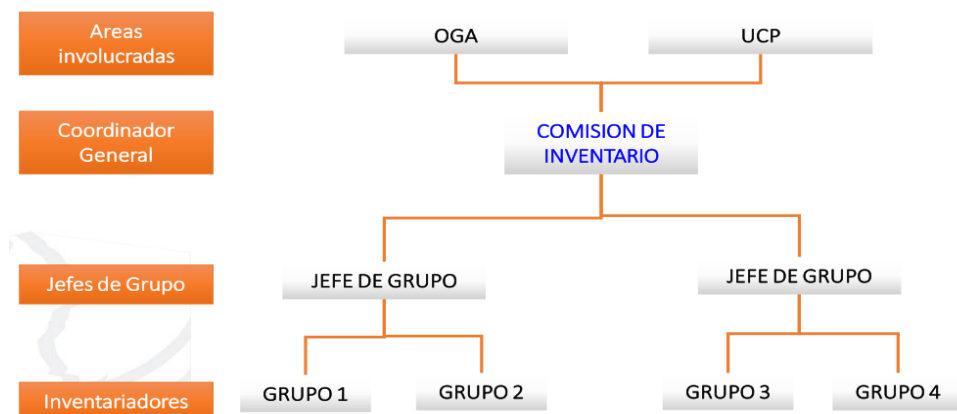 Areas
involucradas
OGA
UCP
Coordinador
General
COMISION DE
INVENTARIO
Jefes de Grupo
JEFE DE GRUPO
JEFE DE GRUPO
Inventariadores
GRUPO 1
GRUPO 2
GRUPO 3
GRUPO 4